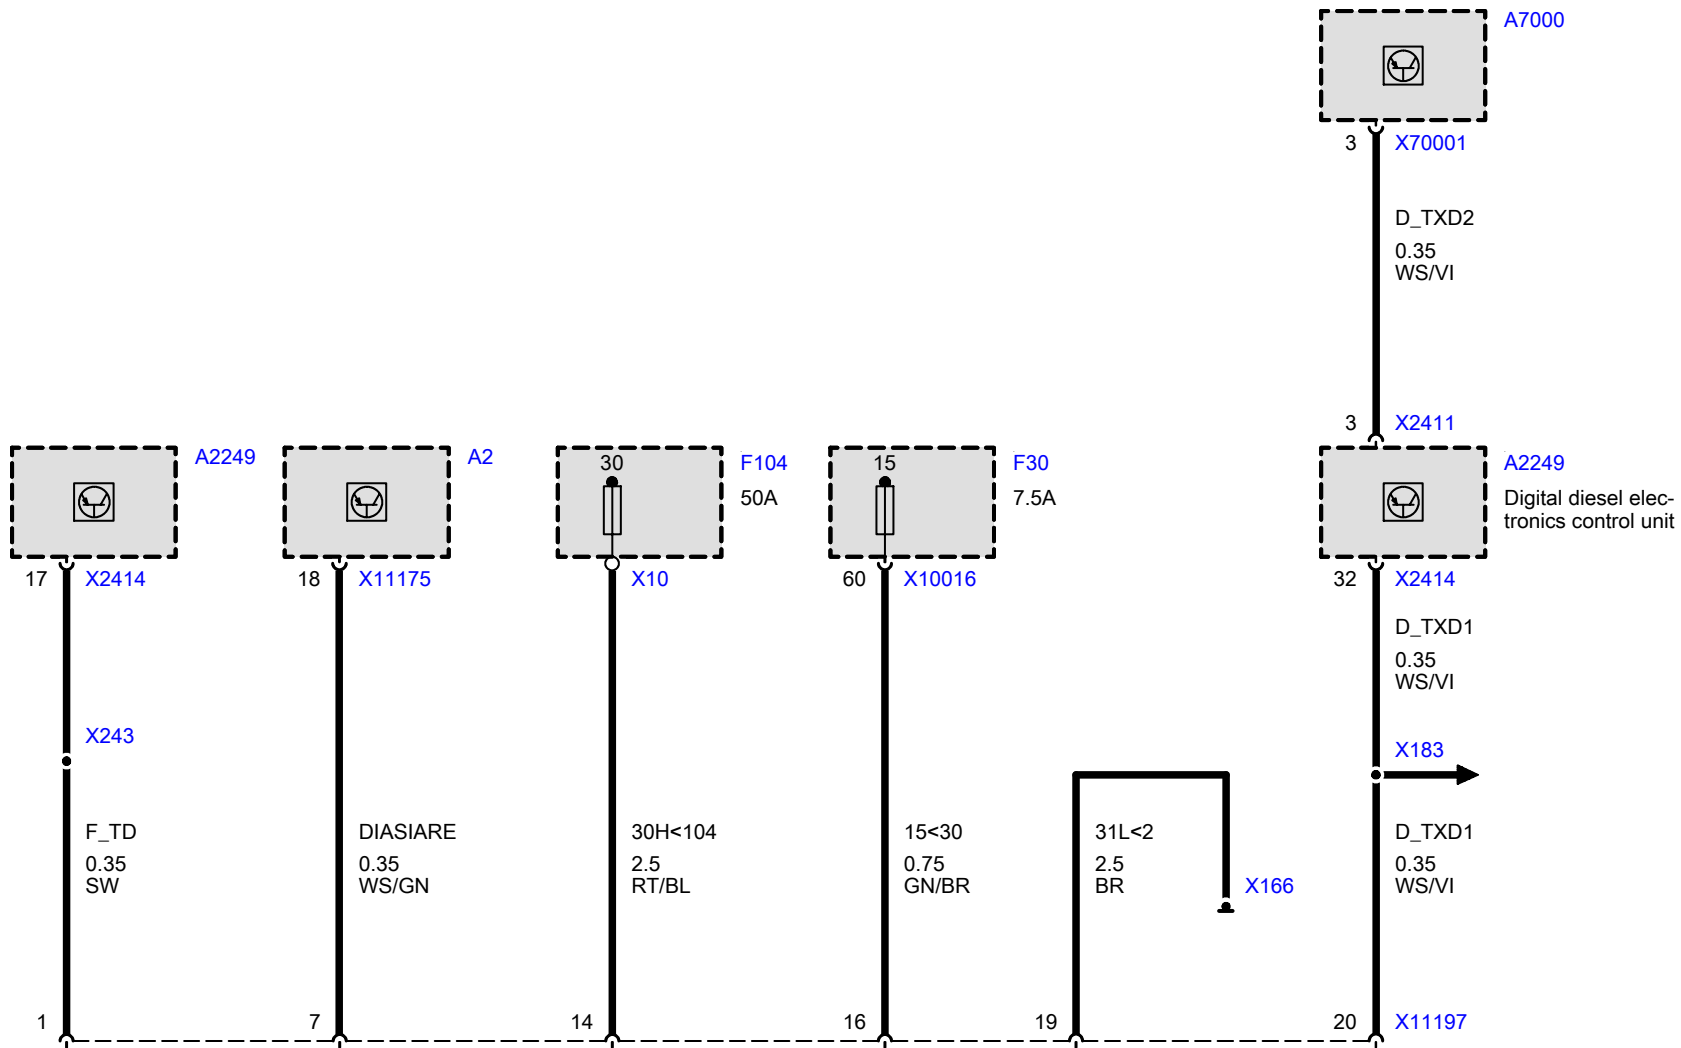 A7000
3 X70001
D_TXD2
0.35
WS/VI
3 X2411
A2249
A2
30
F104
50A
15
F30
7.5A
A2249
Digital diesel elec-
tronics control unit
17 X2414
18 X11175
X10
60 X10016
32 X2414
D_TXD1
0.35
WS/VI
X243
X183
F_TD
0.35
SW
DIASIARE
0.35
WS/GN
30H<104
2.5
RT/BL
15<30
0.75
GN/BR
31L<2
2.5
BR
X166
D_TXD1
0.35
WS/VI
1
7
14
16
19
20 X11197